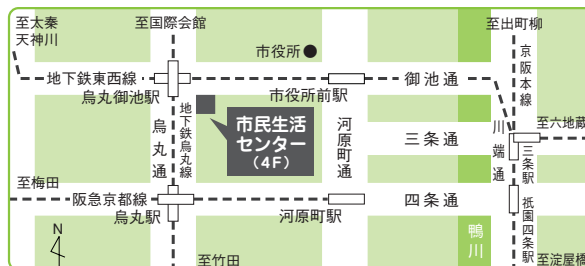 至太秦
天神川
至国際会館
至出町柳
市役所
京阪本線
地下鉄東西線
烏丸御池駅
市役所前駅
御池通
地下鉄烏丸線
烏丸通
市民生活
センター
（4F）
河原町通
三条通
川端通
至六地蔵
三条駅
至梅田
阪急京都線
烏丸駅
河原町駅
四条通
祇園四条駅
鴨川
N
至竹田
至淀屋橋